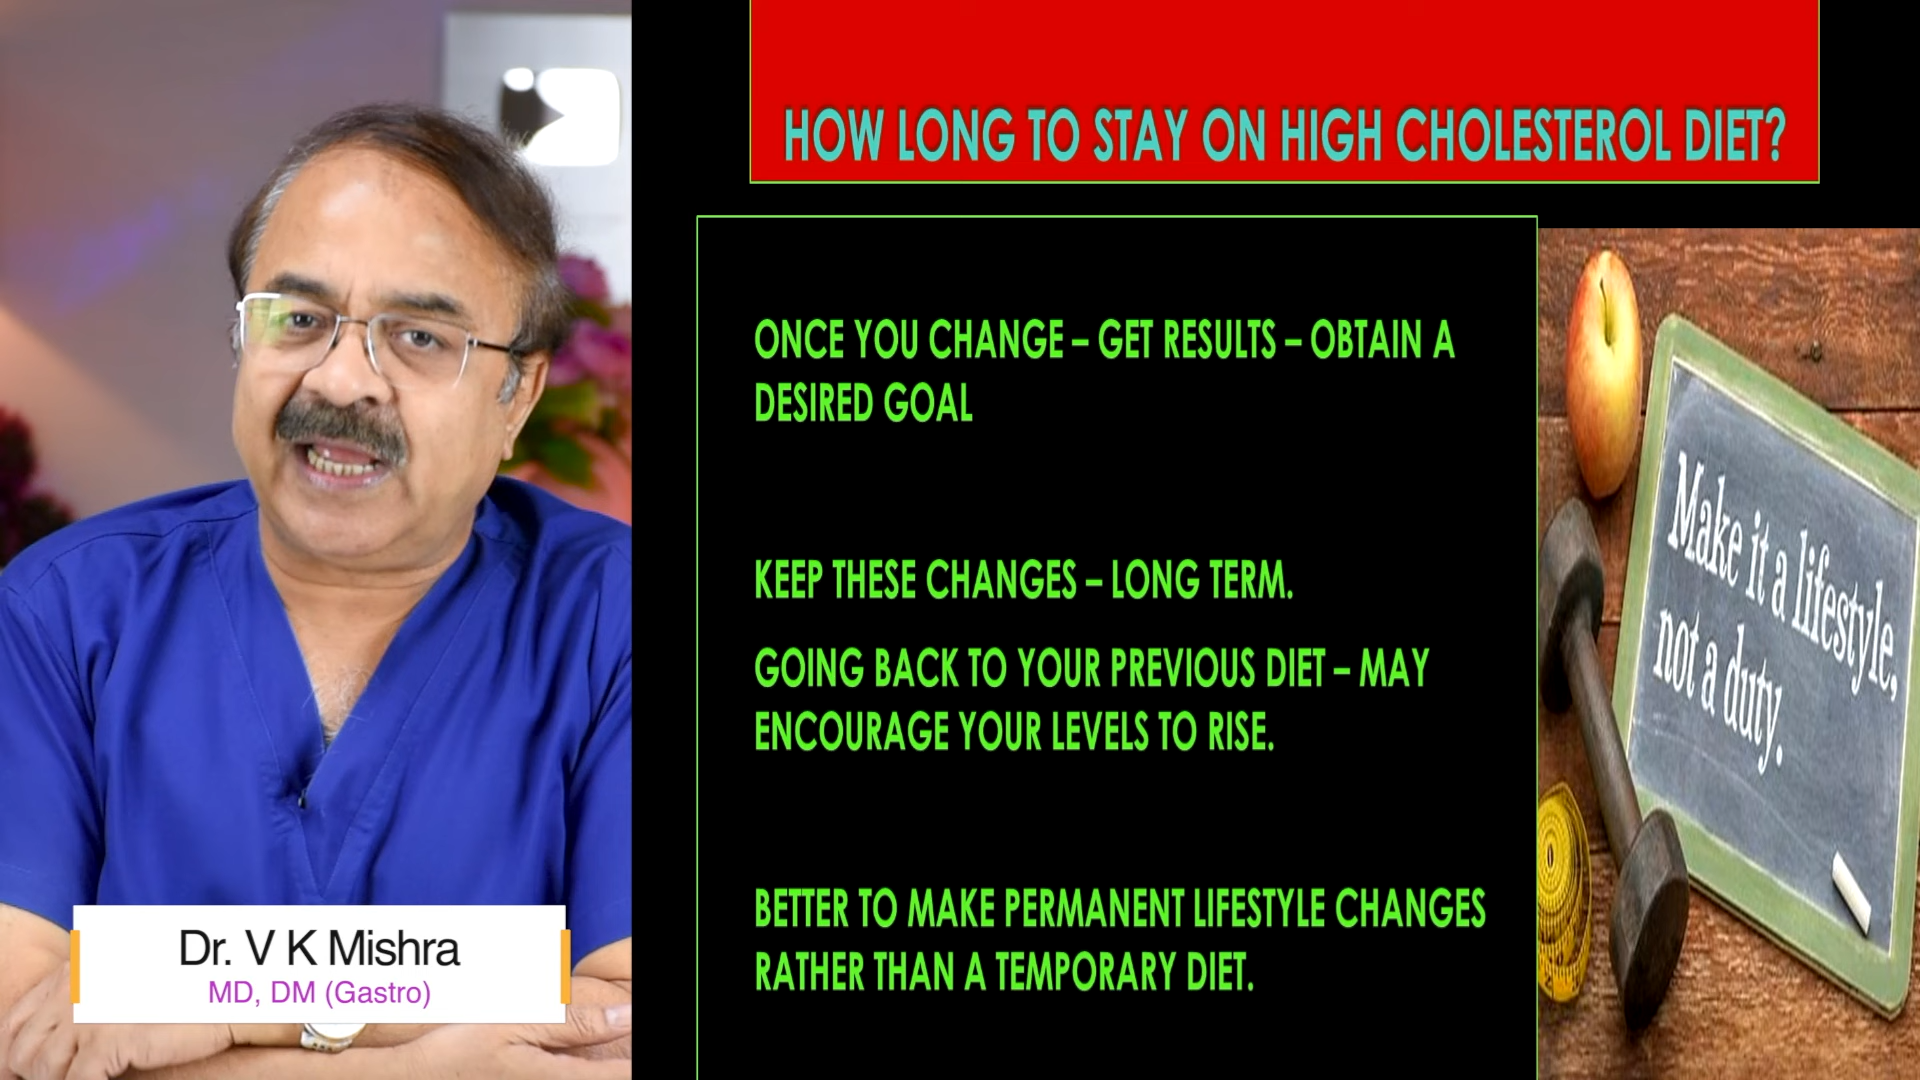 HOW LONG TO STAY ON HIGH CHOLESTEROL DIET?
ONCE YOU CHANGE – GET RESULTS – OBTAIN A
DESIRED GOAL
KEEP THESE CHANGES – LONG TERM.
GOING BACK TO YOUR PREVIOUS DIET – MAY
ENCOURAGE YOUR LEVELS TO RISE.
BETTER TO MAKE PERMANENT LIFESTYLE CHANGES
RATHER THAN A TEMPORARY DIET.
Make it a lifestyle,
not a duty.
Dr. V K Mishra
MD, DM (Gastro)